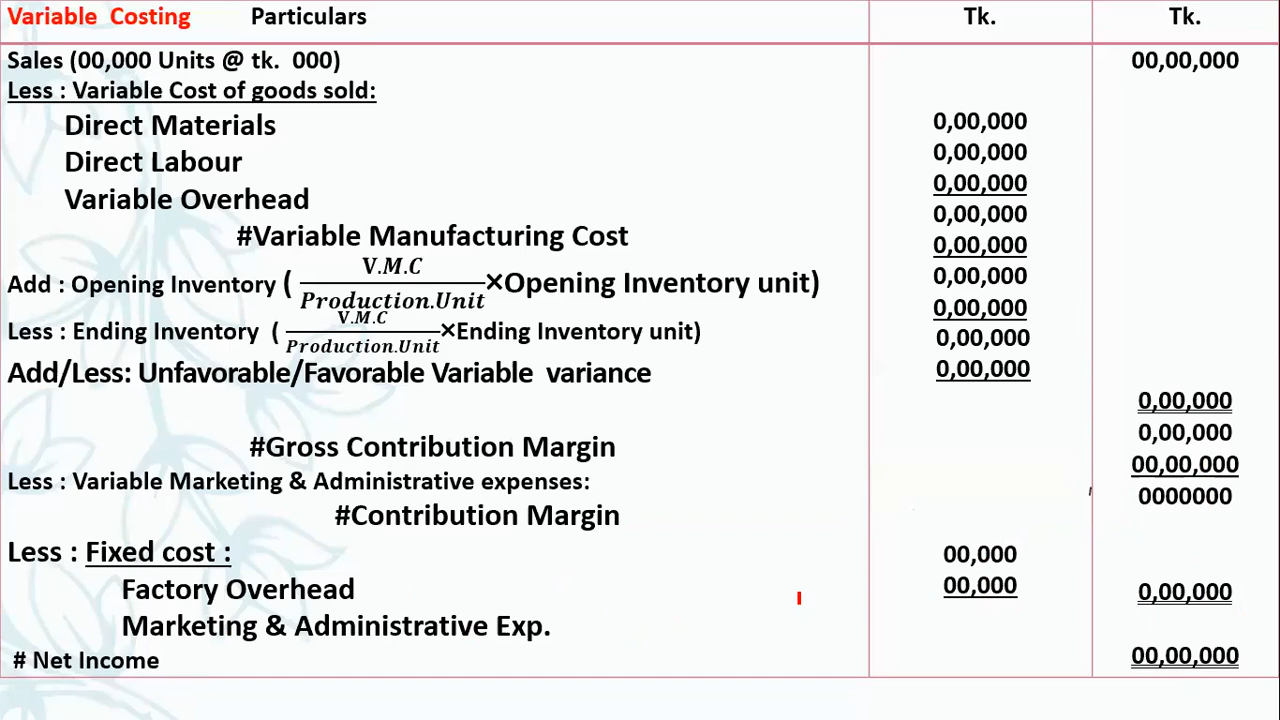 Variable Costing Particulars Tk. Tk.
Sales (00,000 Units @ tk. 000) 00,00,000
Less : Variable Cost of goods sold:
Direct Materials 0,00,000
Direct Labour 0,00,000
Variable Overhead 0,00,000
#Variable Manufacturing Cost 0,00,000
0,00,000
Add : Opening Inventory ( V.M.C / Production.Unit ×Opening Inventory unit) 0,00,000
0,00,000
Less : Ending Inventory ( V.M.C / Production.Unit ×Ending Inventory unit) 0,00,000
Add/Less: Unfavorable/Favorable Variable variance 0,00,000
0,00,000
#Gross Contribution Margin 0,00,000
Less : Variable Marketing & Administrative expenses: 00,00,000
#Contribution Margin 0000000
Less : Fixed cost : 00,000
Factory Overhead 00,000 0,00,000
Marketing & Administrative Exp.
# Net Income 00,00,000